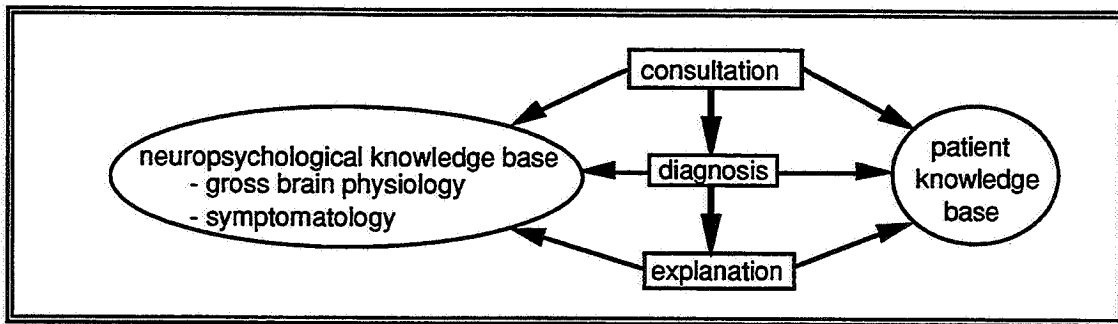 consultation
neuropsychological knowledge base
- gross brain physiology
- symptomatology
diagnosis
patient
knowledge
base
explanation